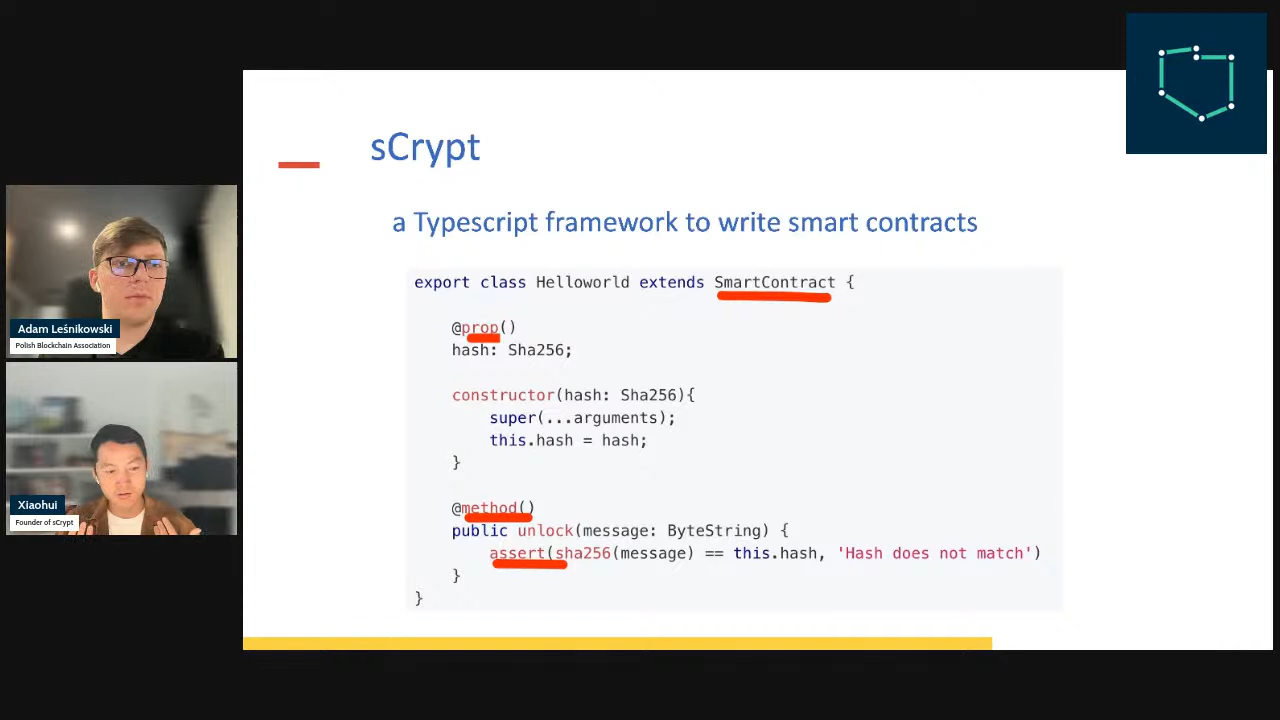 sCrypt
a Typescript framework to write smart contracts
export class Helloworld extends SmartContract {
@prop()
hash: Sha256;
constructor(hash: Sha256){
super(...arguments);
this.hash = hash;
}
@method()
public unlock(message: ByteString) {
assert(sha256(message) == this.hash, 'Hash does not match')
}
}
Adam Leśnikowski
Polish Blockchain Association
Xiaohui
Founder of sCrypt